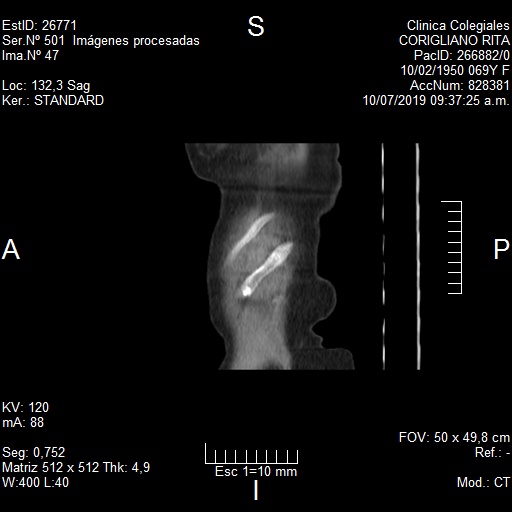 EstID: 26771
Ser.Nº 501  Imágenes procesadas
Ima.Nº 47
Loc: 132,3 Sag
Ker.: STANDARD
S
Clinica Colegiales
CORIGLIANO RITA
PacID: 266882/0
10/02/1950 069Y F
AccNum: 828381
10/07/2019 09:37:25 a.m.
A
P
KV: 120
mA: 88
Seg: 0,752
Matriz 512 x 512 Thk: 4,9
W:400 L:40
Esc 1=10 mm
I
FOV: 50 x 49,8 cm
Ref.: -
Mod.: CT